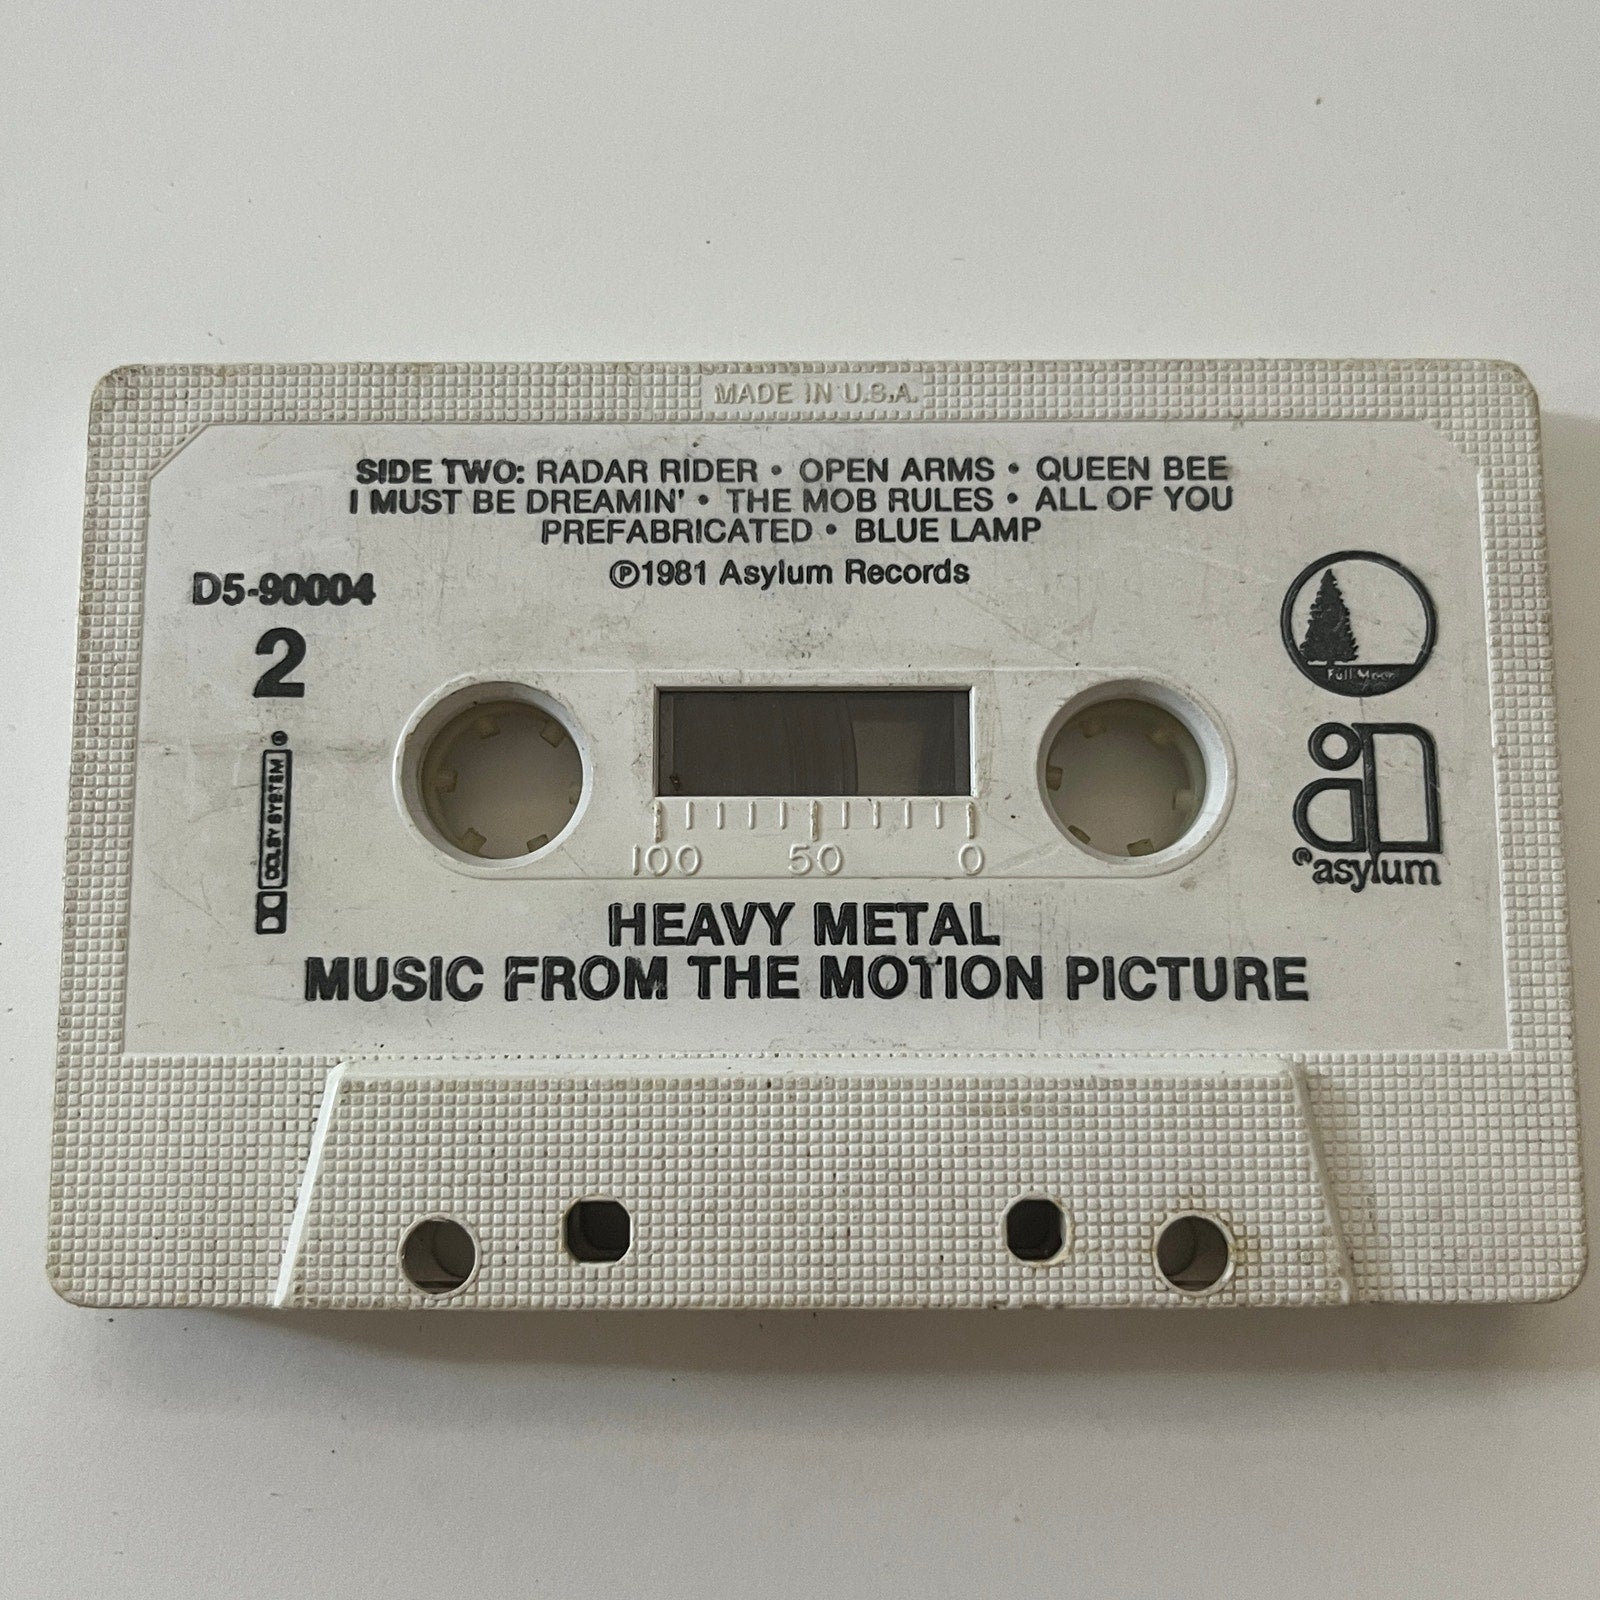 MADE IN U.S.A.
SIDE TWO: RADAR RIDER • OPEN ARMS • QUEEN BEE
I MUST BE DREAMIN' • THE MOB RULES • ALL OF YOU
PREFABRICATED • BLUE LAMP
℗1981 Asylum Records
D5-90004
2
DOLBY SYSTEM®
Full Moon
®asylum
100 50 0
HEAVY METAL
MUSIC FROM THE MOTION PICTURE